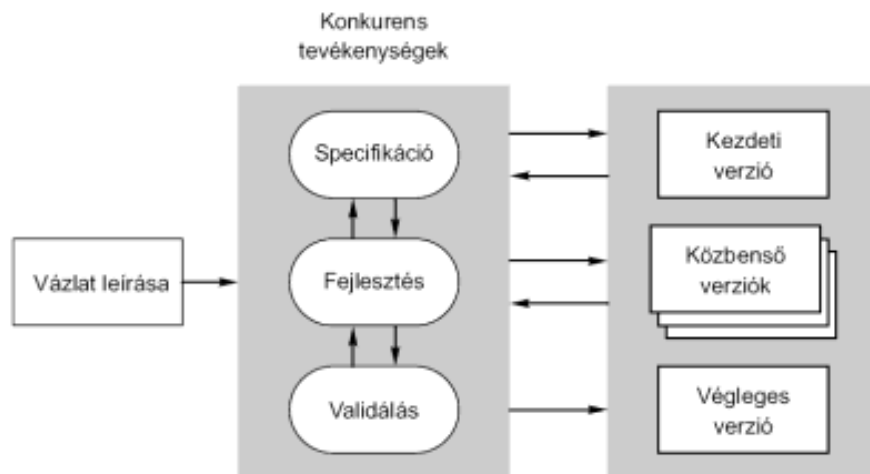 Konkurens
tevékenységek
Specifikáció
Kezdeti
verzió
Vázlat leírása
Fejlesztés
Közbenső
verziók
Validálás
Végleges
verzió